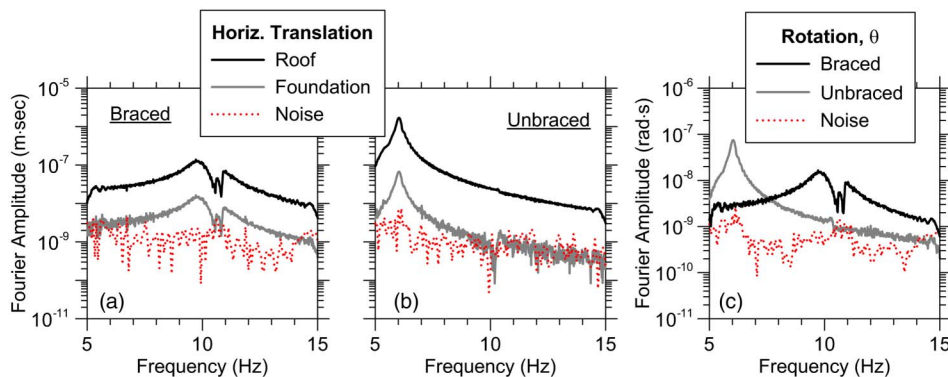 Horiz. Translation
Roof
Foundation
Noise
Rotation, θ
Braced
Unbraced
Noise
Fourier Amplitude (m·sec)
10⁻⁵
10⁻⁷
10⁻⁹
10⁻¹¹
Braced
(a)
5 10 15
Frequency (Hz)
Unbraced
(b)
5 10 15
Frequency (Hz)
Fourier Amplitude (rad·s)
10⁻⁶
10⁻⁷
10⁻⁸
10⁻⁹
10⁻¹⁰
10⁻¹¹
(c)
5 10 15
Frequency (Hz)